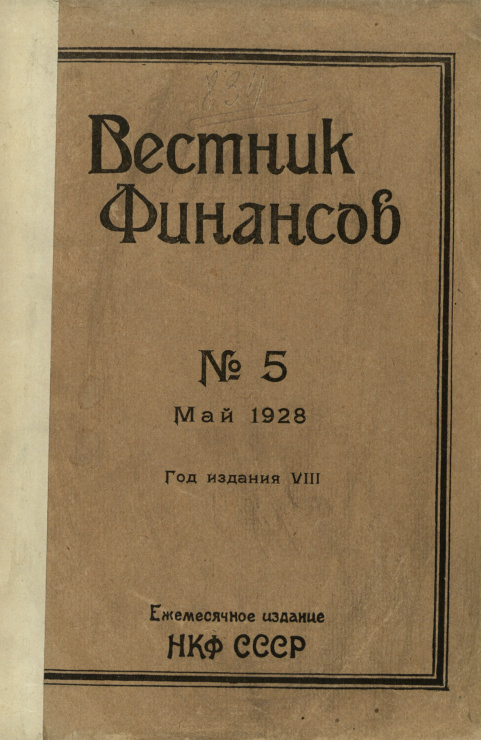 Вестник
Финансов
№ 5
Май 1928
Год издания VIII
Ежемесячное издание
НКФ СССР